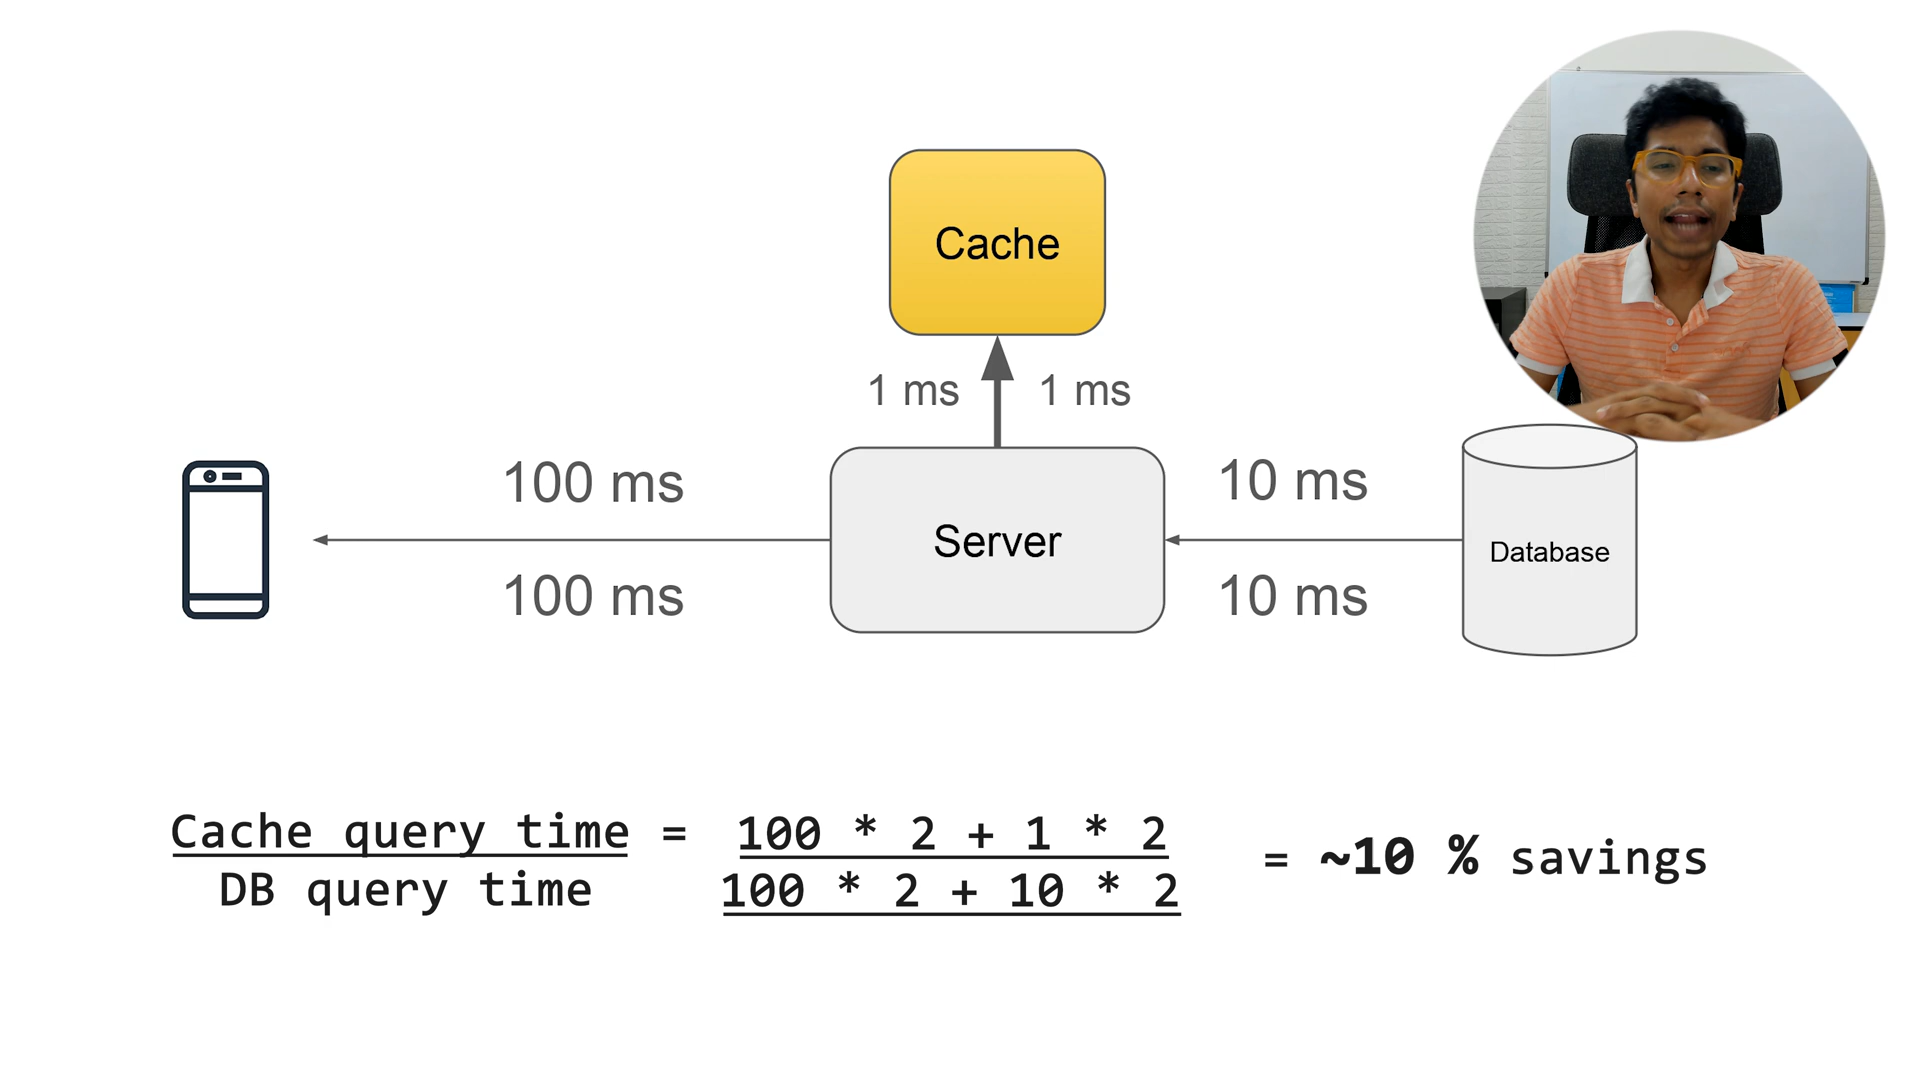 Cache
1 ms 1 ms
100 ms
10 ms
Server
Database
100 ms
10 ms
Cache query time = 100 * 2 + 1 * 2
DB query time 100 * 2 + 10 * 2
= ~10 % savings